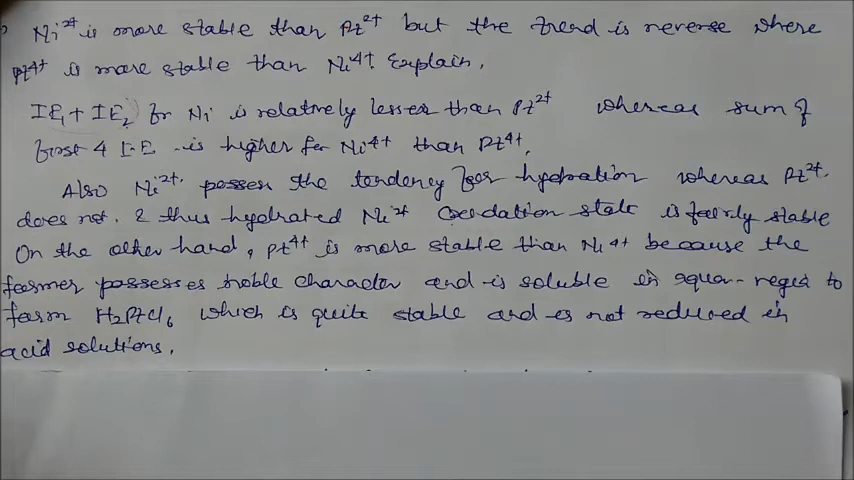 Ni²⁺ is more stable than Pt²⁺ but the trend is reverse where
Pt⁴⁺ is more stable than Ni⁴⁺. Explain.
IE₁ + IE₂ for Ni is relatively lesser than Pt²⁺ whereas sum of
first 4 I.E. is higher for Ni⁴⁺ than Pt⁴⁺.
Also Ni²⁺ posses the tendency for hydration whereas Pt²⁺
does not. & thus hydrated Ni²⁺ oxidation state is fairly stable
On the other hand, Pt⁴⁺ is more stable than Ni⁴⁺ because the
former possesses noble character and is soluble in aqua-regia to
form H₂PtCl₆ which is quite stable and is not reduced in
acid solutions.